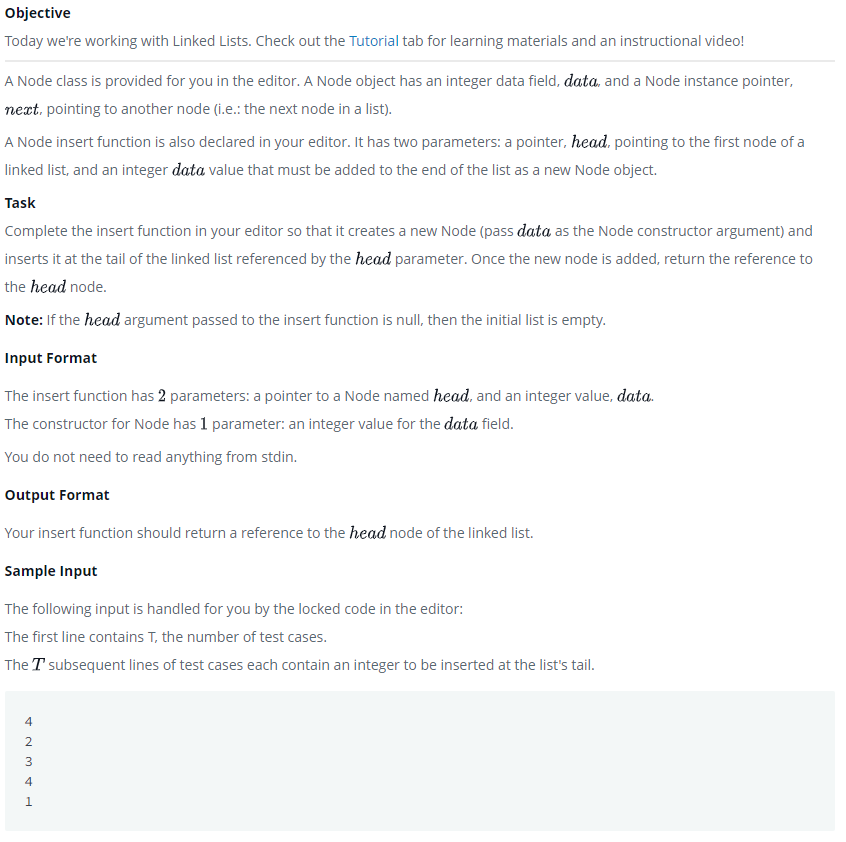 Objective
Today we're working with Linked Lists. Check out the Tutorial tab for learning materials and an instructional video!
A Node class is provided for you in the editor. A Node object has an integer data field, data, and a Node instance pointer,
next, pointing to another node (i.e.: the next node in a list).
A Node insert function is also declared in your editor. It has two parameters: a pointer, head, pointing to the first node of a
linked list, and an integer data value that must be added to the end of the list as a new Node object.
Task
Complete the insert function in your editor so that it creates a new Node (pass data as the Node constructor argument) and
inserts it at the tail of the linked list referenced by the head parameter. Once the new node is added, return the reference to
the head node.
Note: If the head argument passed to the insert function is null, then the initial list is empty.
Input Format
The insert function has 2 parameters: a pointer to a Node named head, and an integer value, data.
The constructor for Node has 1 parameter: an integer value for the data field.
You do not need to read anything from stdin.
Output Format
Your insert function should return a reference to the head node of the linked list.
Sample Input
The following input is handled for you by the locked code in the editor:
The first line contains T, the number of test cases.
The T subsequent lines of test cases each contain an integer to be inserted at the list's tail.
4
2
3
4
1